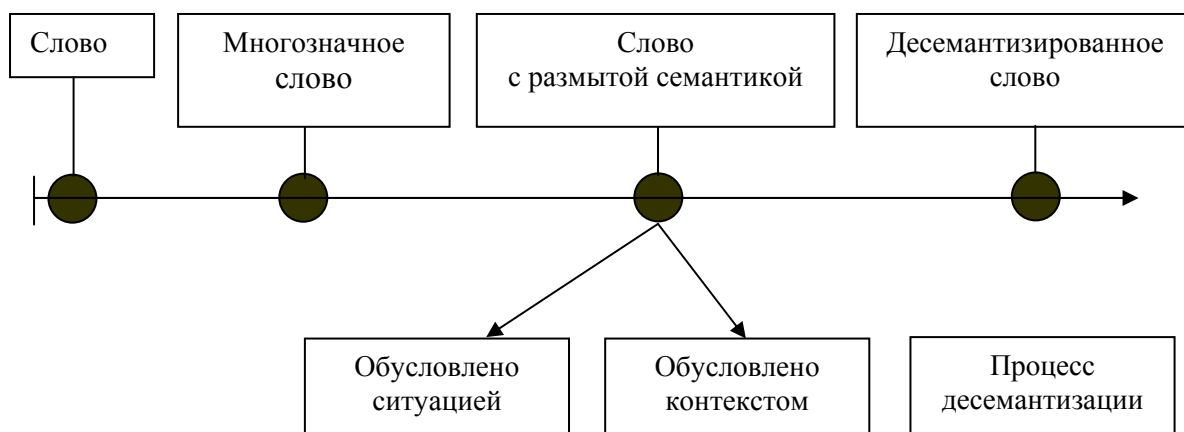 Слово
Многозначное
слово
Слово
с размытой семантикой
Десемантизированное
слово
Обусловлено
ситуацией
Обусловлено
контекстом
Процесс
десемантизации